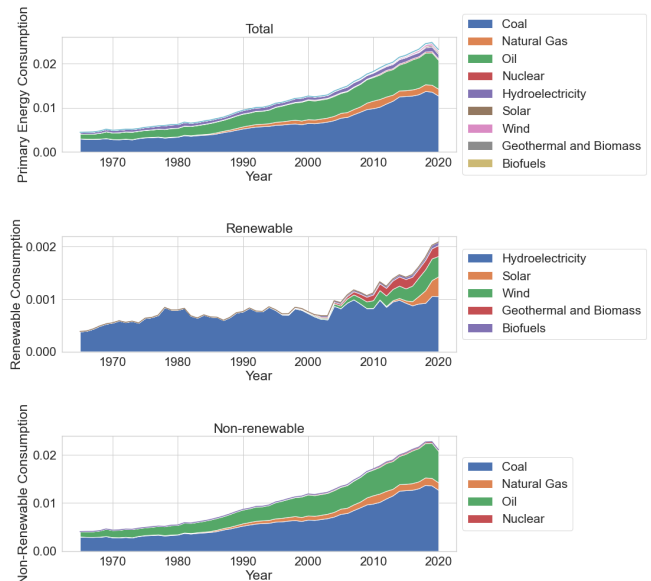 Total
Primary Energy Consumption
0.02
0.01
0.00
1970 1980 1990 2000 2010 2020
Year
Coal
Natural Gas
Oil
Nuclear
Hydroelectricity
Solar
Wind
Geothermal and Biomass
Biofuels
Renewable
Renewable Consumption
0.002
0.001
0.000
1970 1980 1990 2000 2010 2020
Year
Hydroelectricity
Solar
Wind
Geothermal and Biomass
Biofuels
Non-renewable
Non-Renewable Consumption
0.02
0.01
0.00
1970 1980 1990 2000 2010 2020
Year
Coal
Natural Gas
Oil
Nuclear